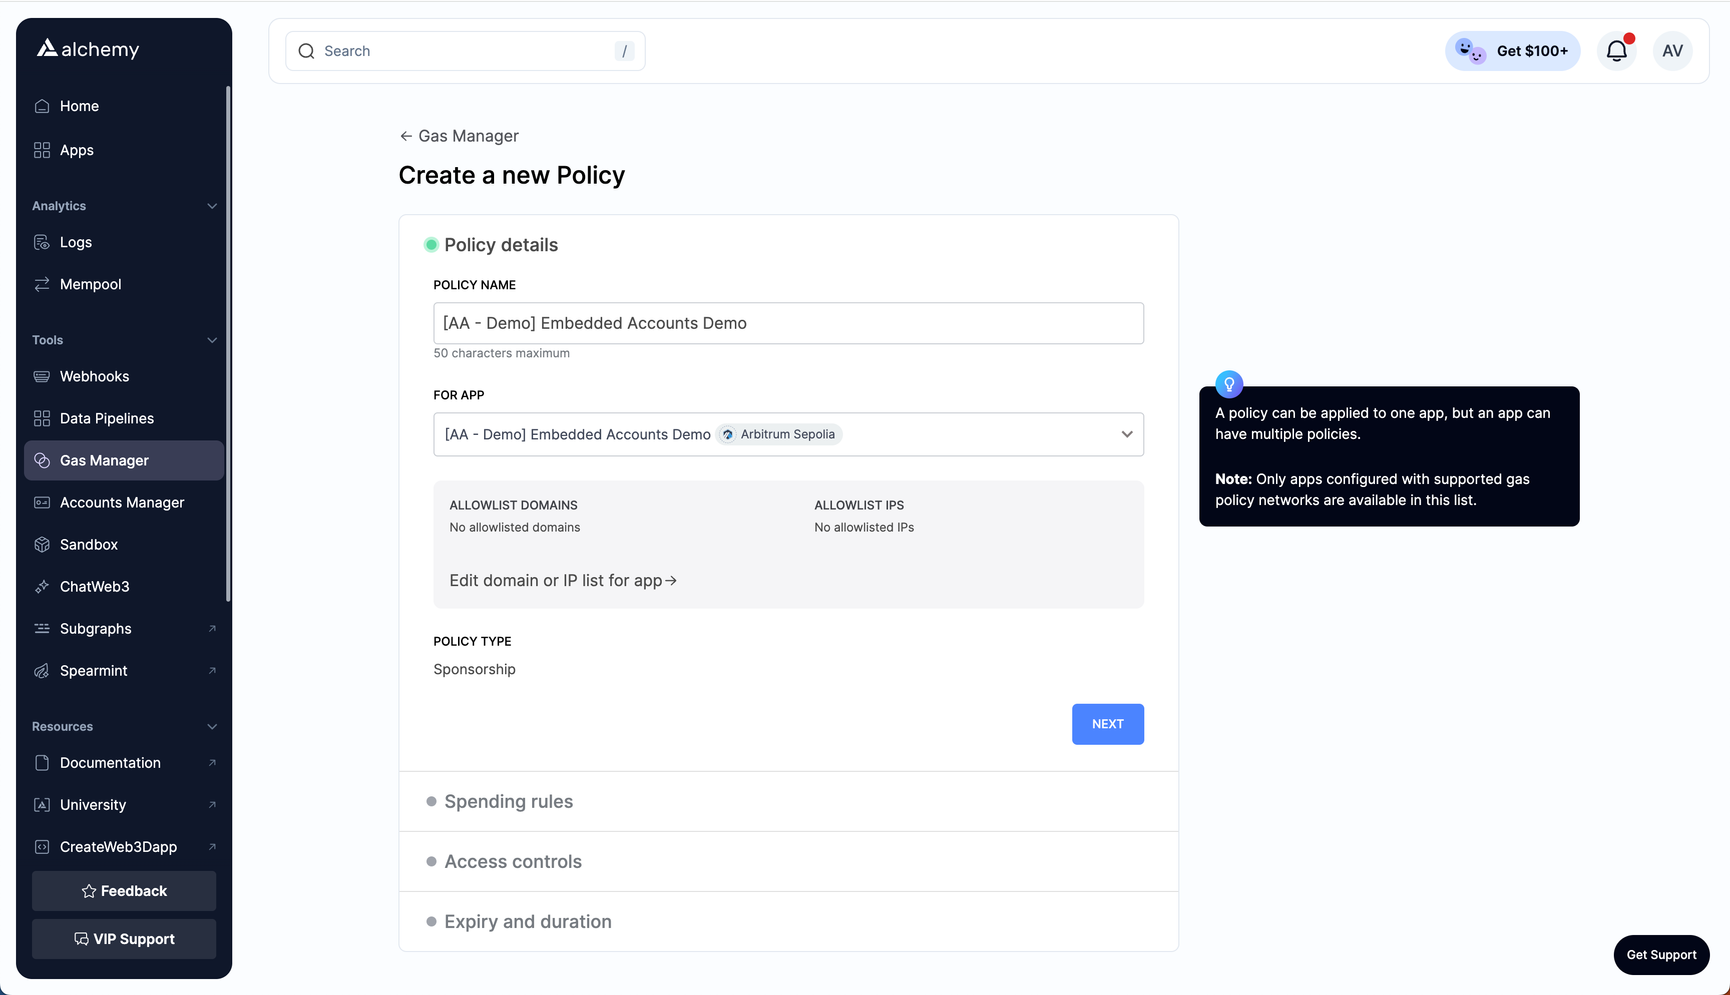 alchemy
Home
Apps
Analytics
Logs
Mempool
Tools
Webhooks
Data Pipelines
Gas Manager
Accounts Manager
Sandbox
ChatWeb3
Subgraphs
Spearmint
Resources
Documentation
University
CreateWeb3Dapp
Feedback
VIP Support
Search /
Get $100+
AV
← Gas Manager
Create a new Policy
Policy details
POLICY NAME
[AA - Demo] Embedded Accounts Demo
50 characters maximum
FOR APP
[AA - Demo] Embedded Accounts Demo Arbitrum Sepolia
ALLOWLIST DOMAINS
No allowlisted domains
ALLOWLIST IPS
No allowlisted IPs
Edit domain or IP list for app→
POLICY TYPE
Sponsorship
NEXT
Spending rules
Access controls
Expiry and duration
A policy can be applied to one app, but an app can
have multiple policies.
Note: Only apps configured with supported gas
policy networks are available in this list.
Get Support